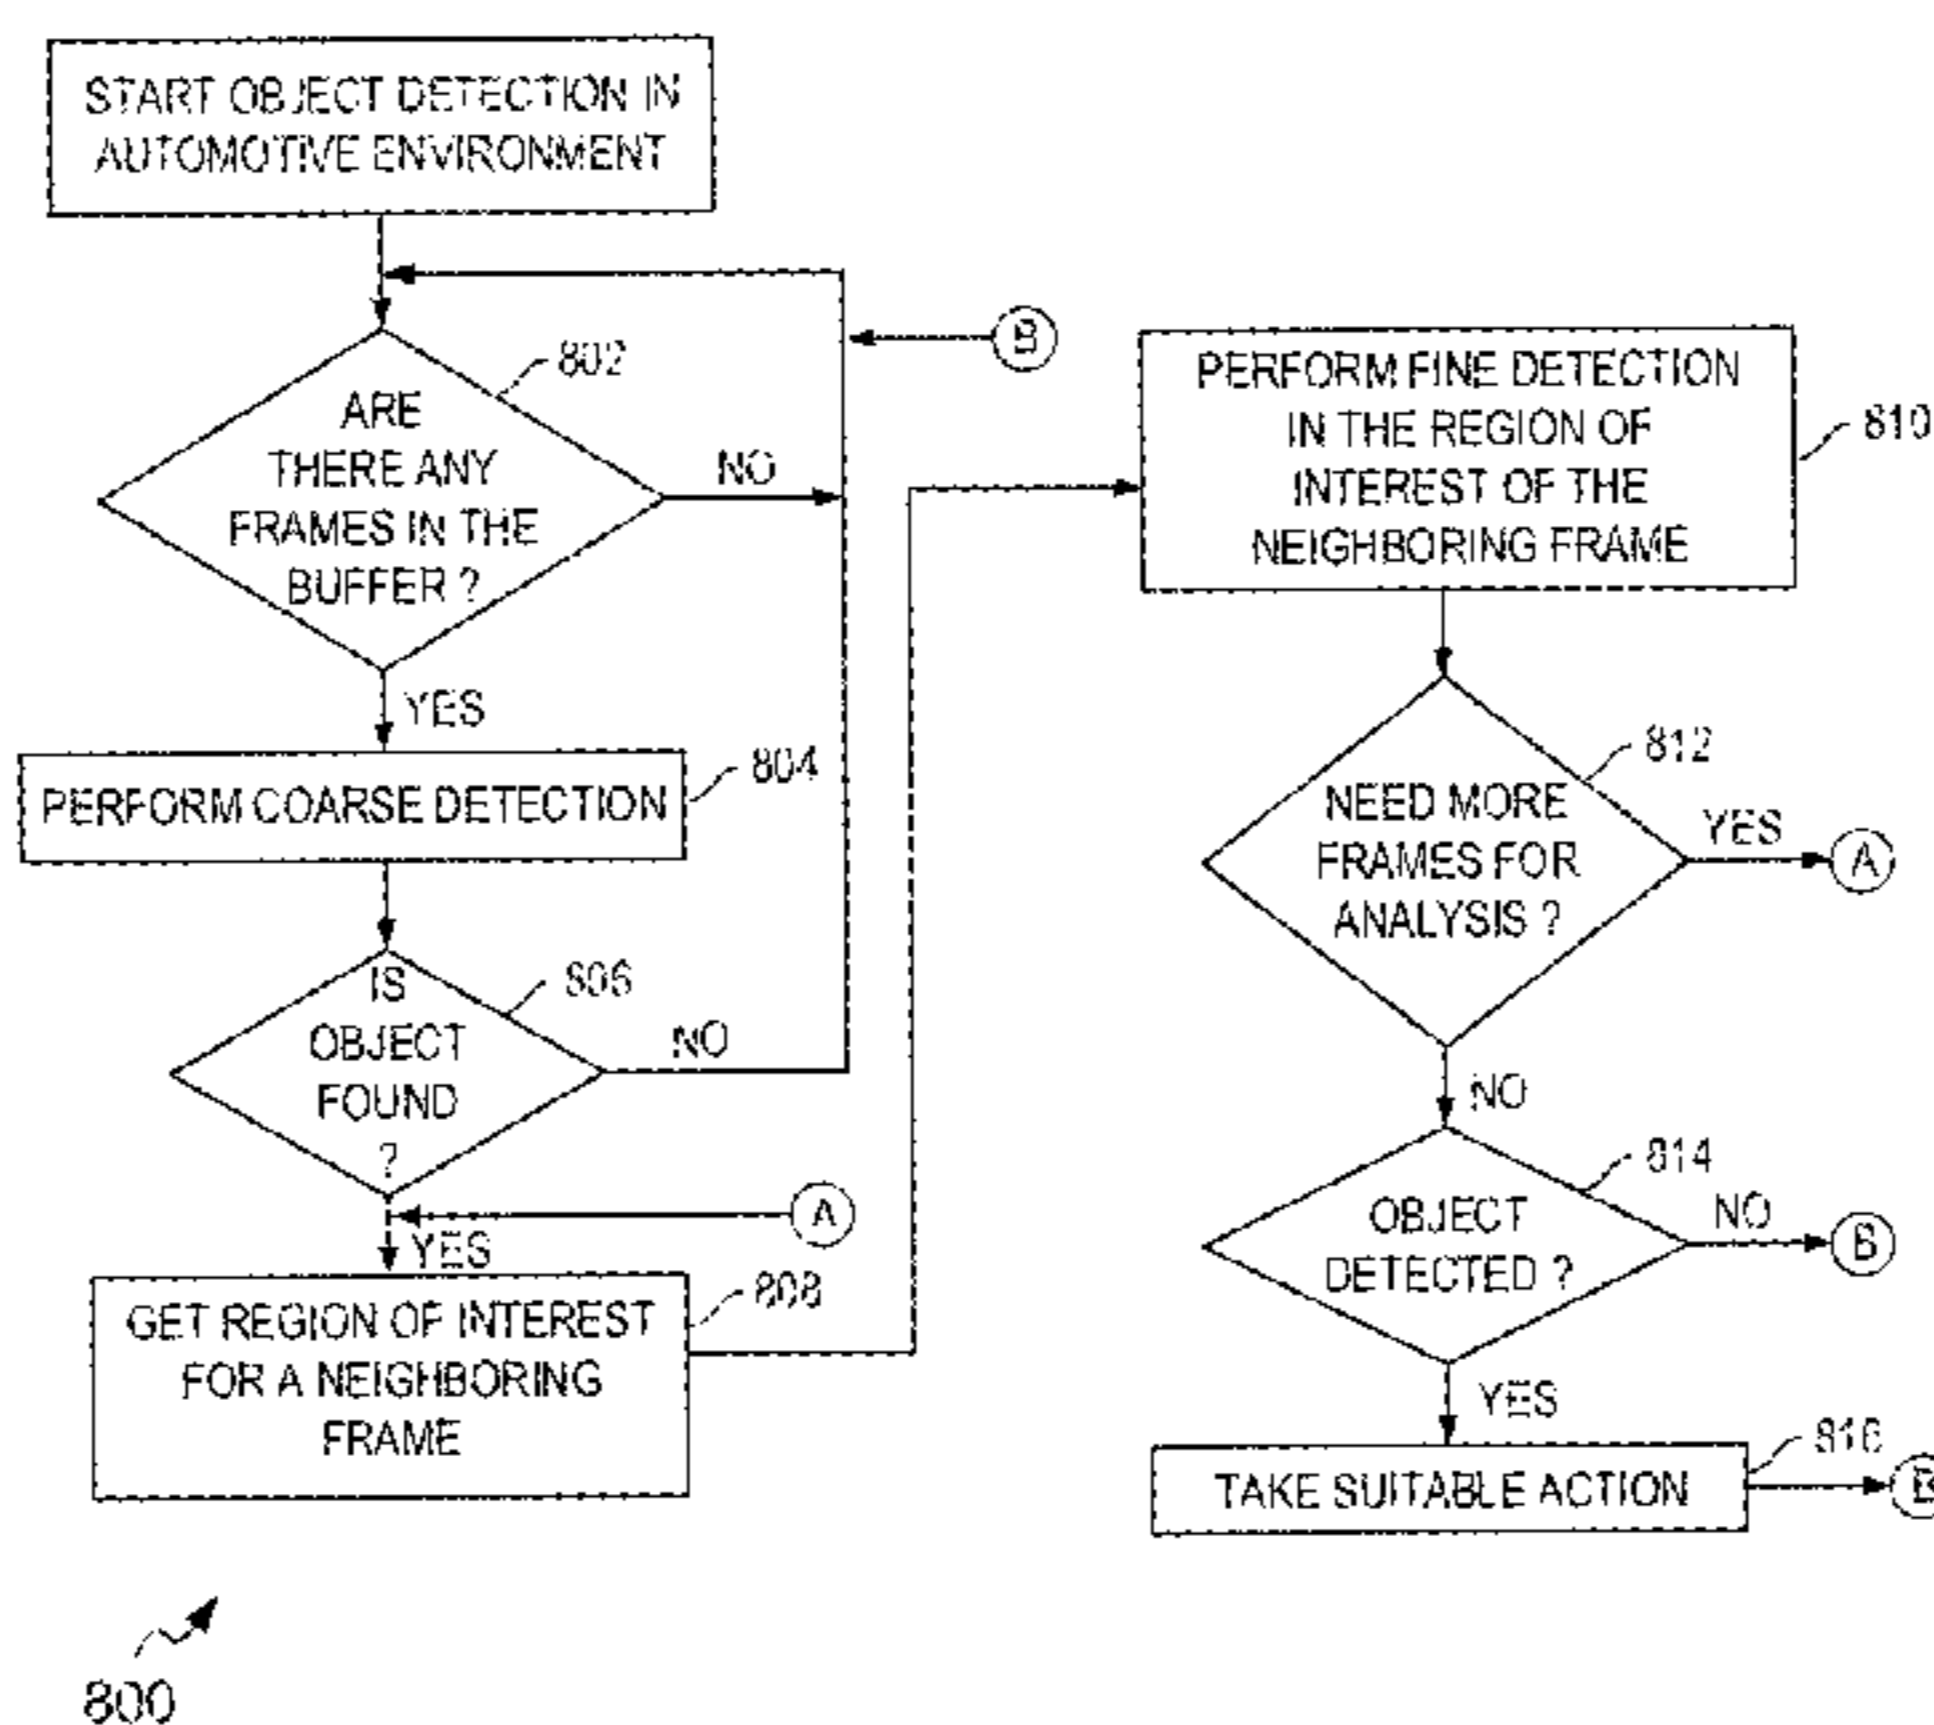 START OBJECT DETECTION IN
AUTOMOTIVE ENVIRONMENT
802
ARE
THERE ANY
FRAMES IN THE
BUFFER ?
NO
B
YES
PERFORM COARSE DETECTION
804
IS
OBJECT
FOUND
?
806
NO
A
YES
GET REGION OF INTEREST
FOR A NEIGHBORING
FRAME
808
PERFORM FINE DETECTION
IN THE REGION OF
INTEREST OF THE
NEIGHBORING FRAME
810
812
NEED MORE
FRAMES FOR
ANALYSIS ?
YES
A
NO
814
OBJECT
DETECTED ?
NO
B
YES
TAKE SUITABLE ACTION
816
B
800